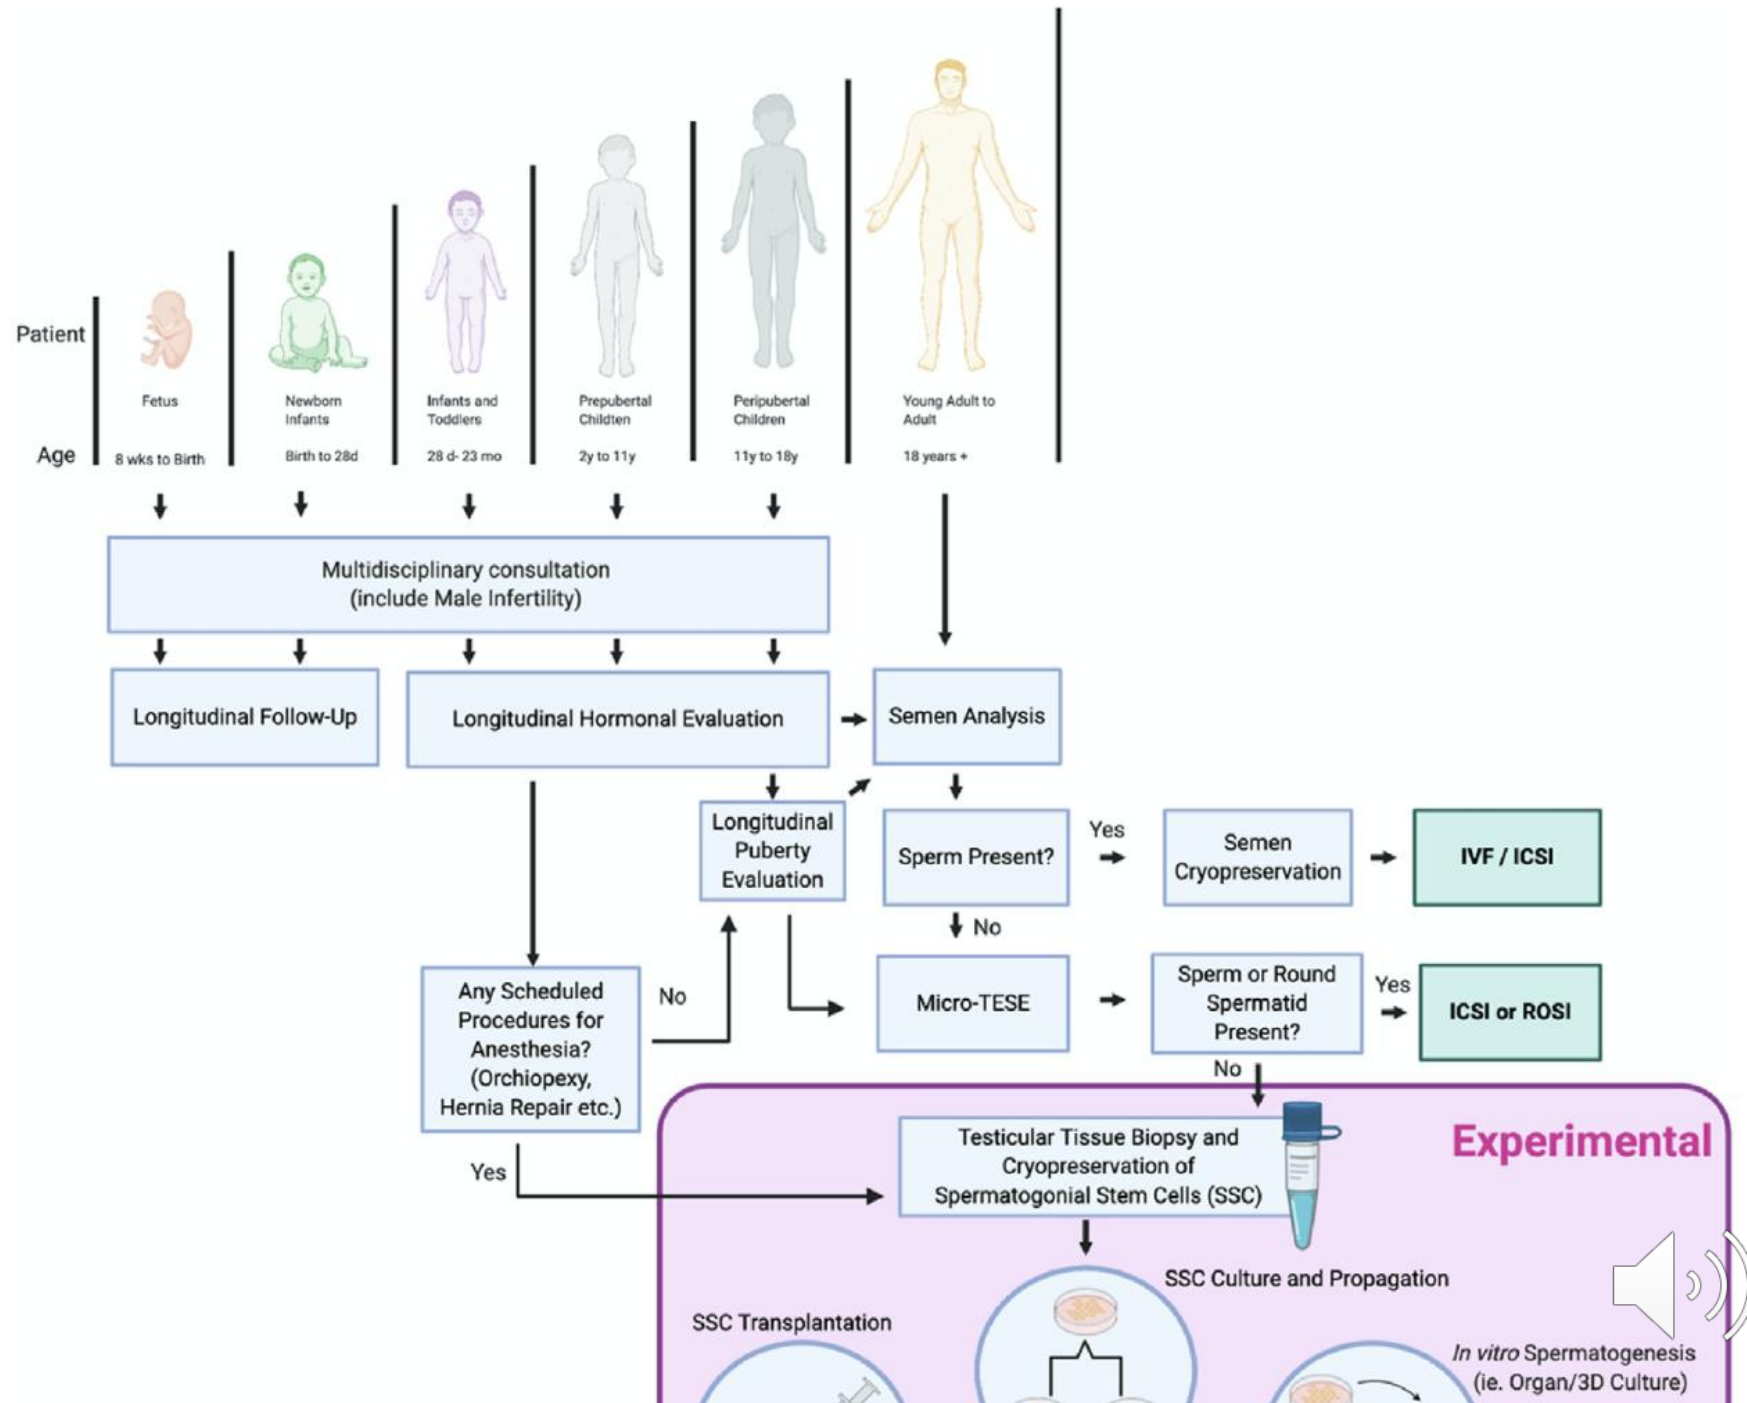 Patient
Fetus
Newborn
Infants
Infants and
Toddlers
Prepubertal
Childten
Peripubertal
Children
Young Adult to
Adult
Age
8 wks to Birth
Birth to 28d
28 d- 23 mo
2y to 11y
11y to 18y
18 years +
Multidisciplinary consultation
(include Male Infertility)
Longitudinal Follow-Up
Longitudinal Hormonal Evaluation
Semen Analysis
Longitudinal
Puberty
Evaluation
Sperm Present?
Yes
Semen
Cryopreservation
IVF / ICSI
No
Any Scheduled
Procedures for
Anesthesia?
(Orchiopexy,
Hernia Repair etc.)
No
Micro-TESE
Sperm or Round
Spermatid
Present?
Yes
ICSI or ROSI
No
Yes
Experimental
Testicular Tissue Biopsy and
Cryopreservation of
Spermatogonial Stem Cells (SSC)
SSC Culture and Propagation
SSC Transplantation
In vitro Spermatogenesis
(ie. Organ/3D Culture)